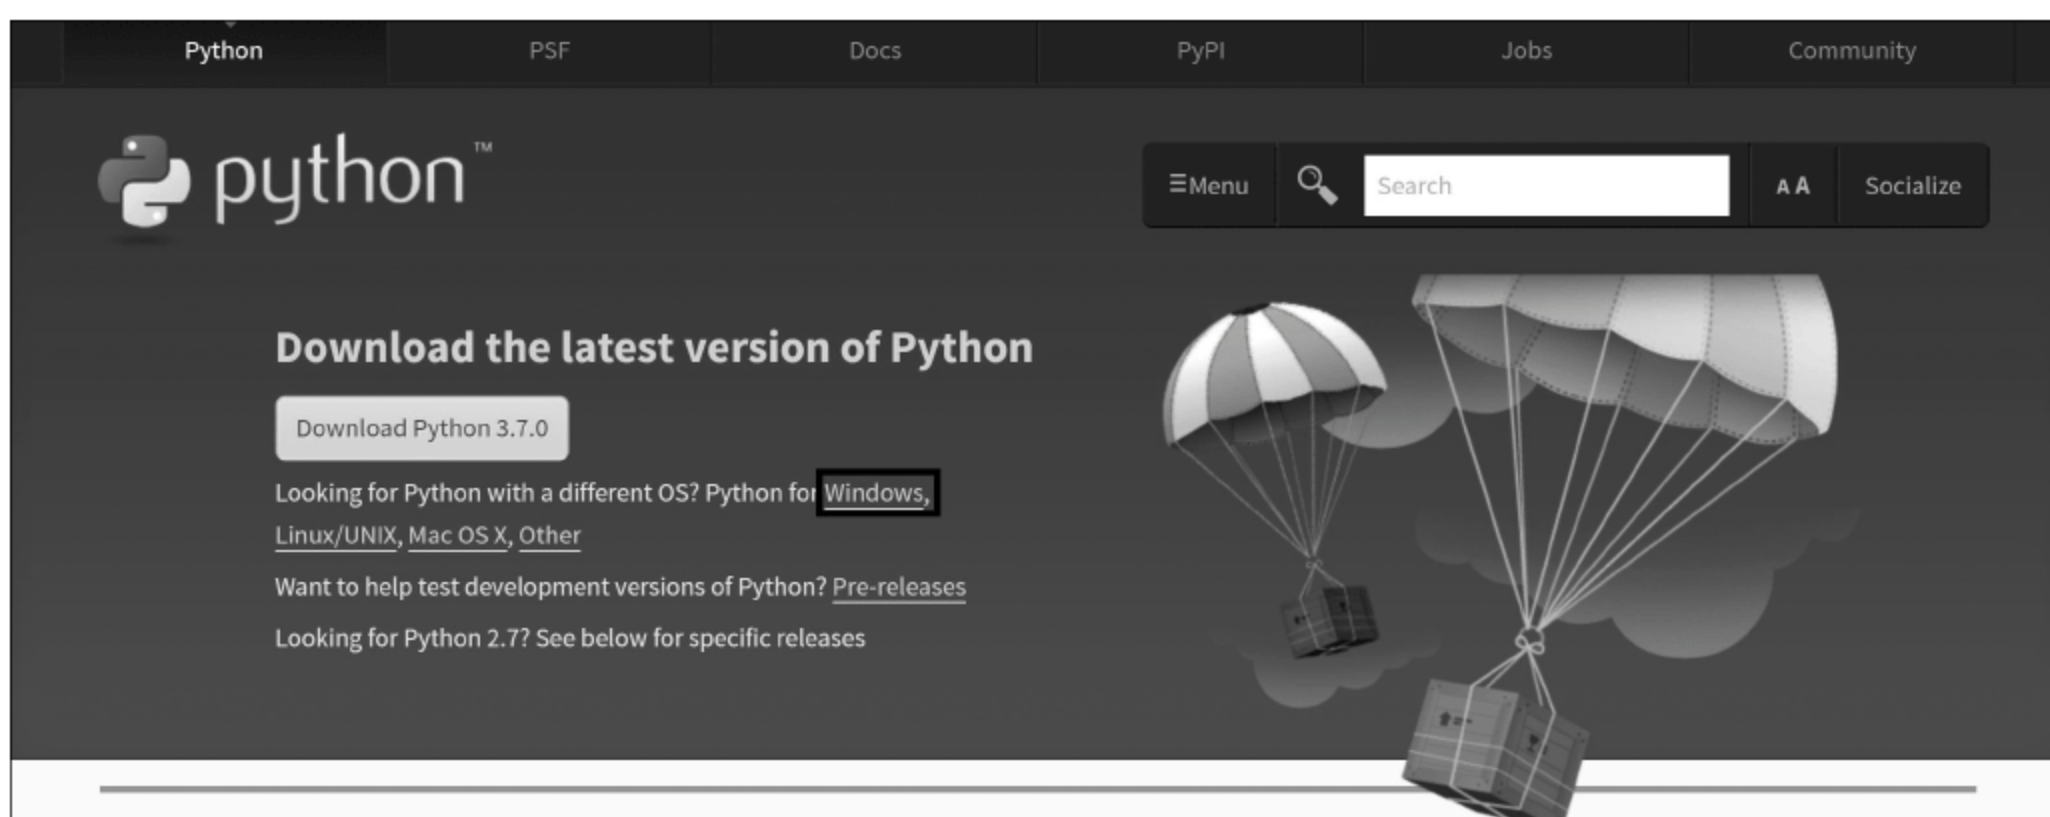 Python PSF Docs PyPI Jobs Community
python™
☰Menu Search AA Socialize
Download the latest version of Python
Download Python 3.7.0
Looking for Python with a different OS? Python for Windows,
Linux/UNIX, Mac OS X, Other
Want to help test development versions of Python? Pre-releases
Looking for Python 2.7? See below for specific releases